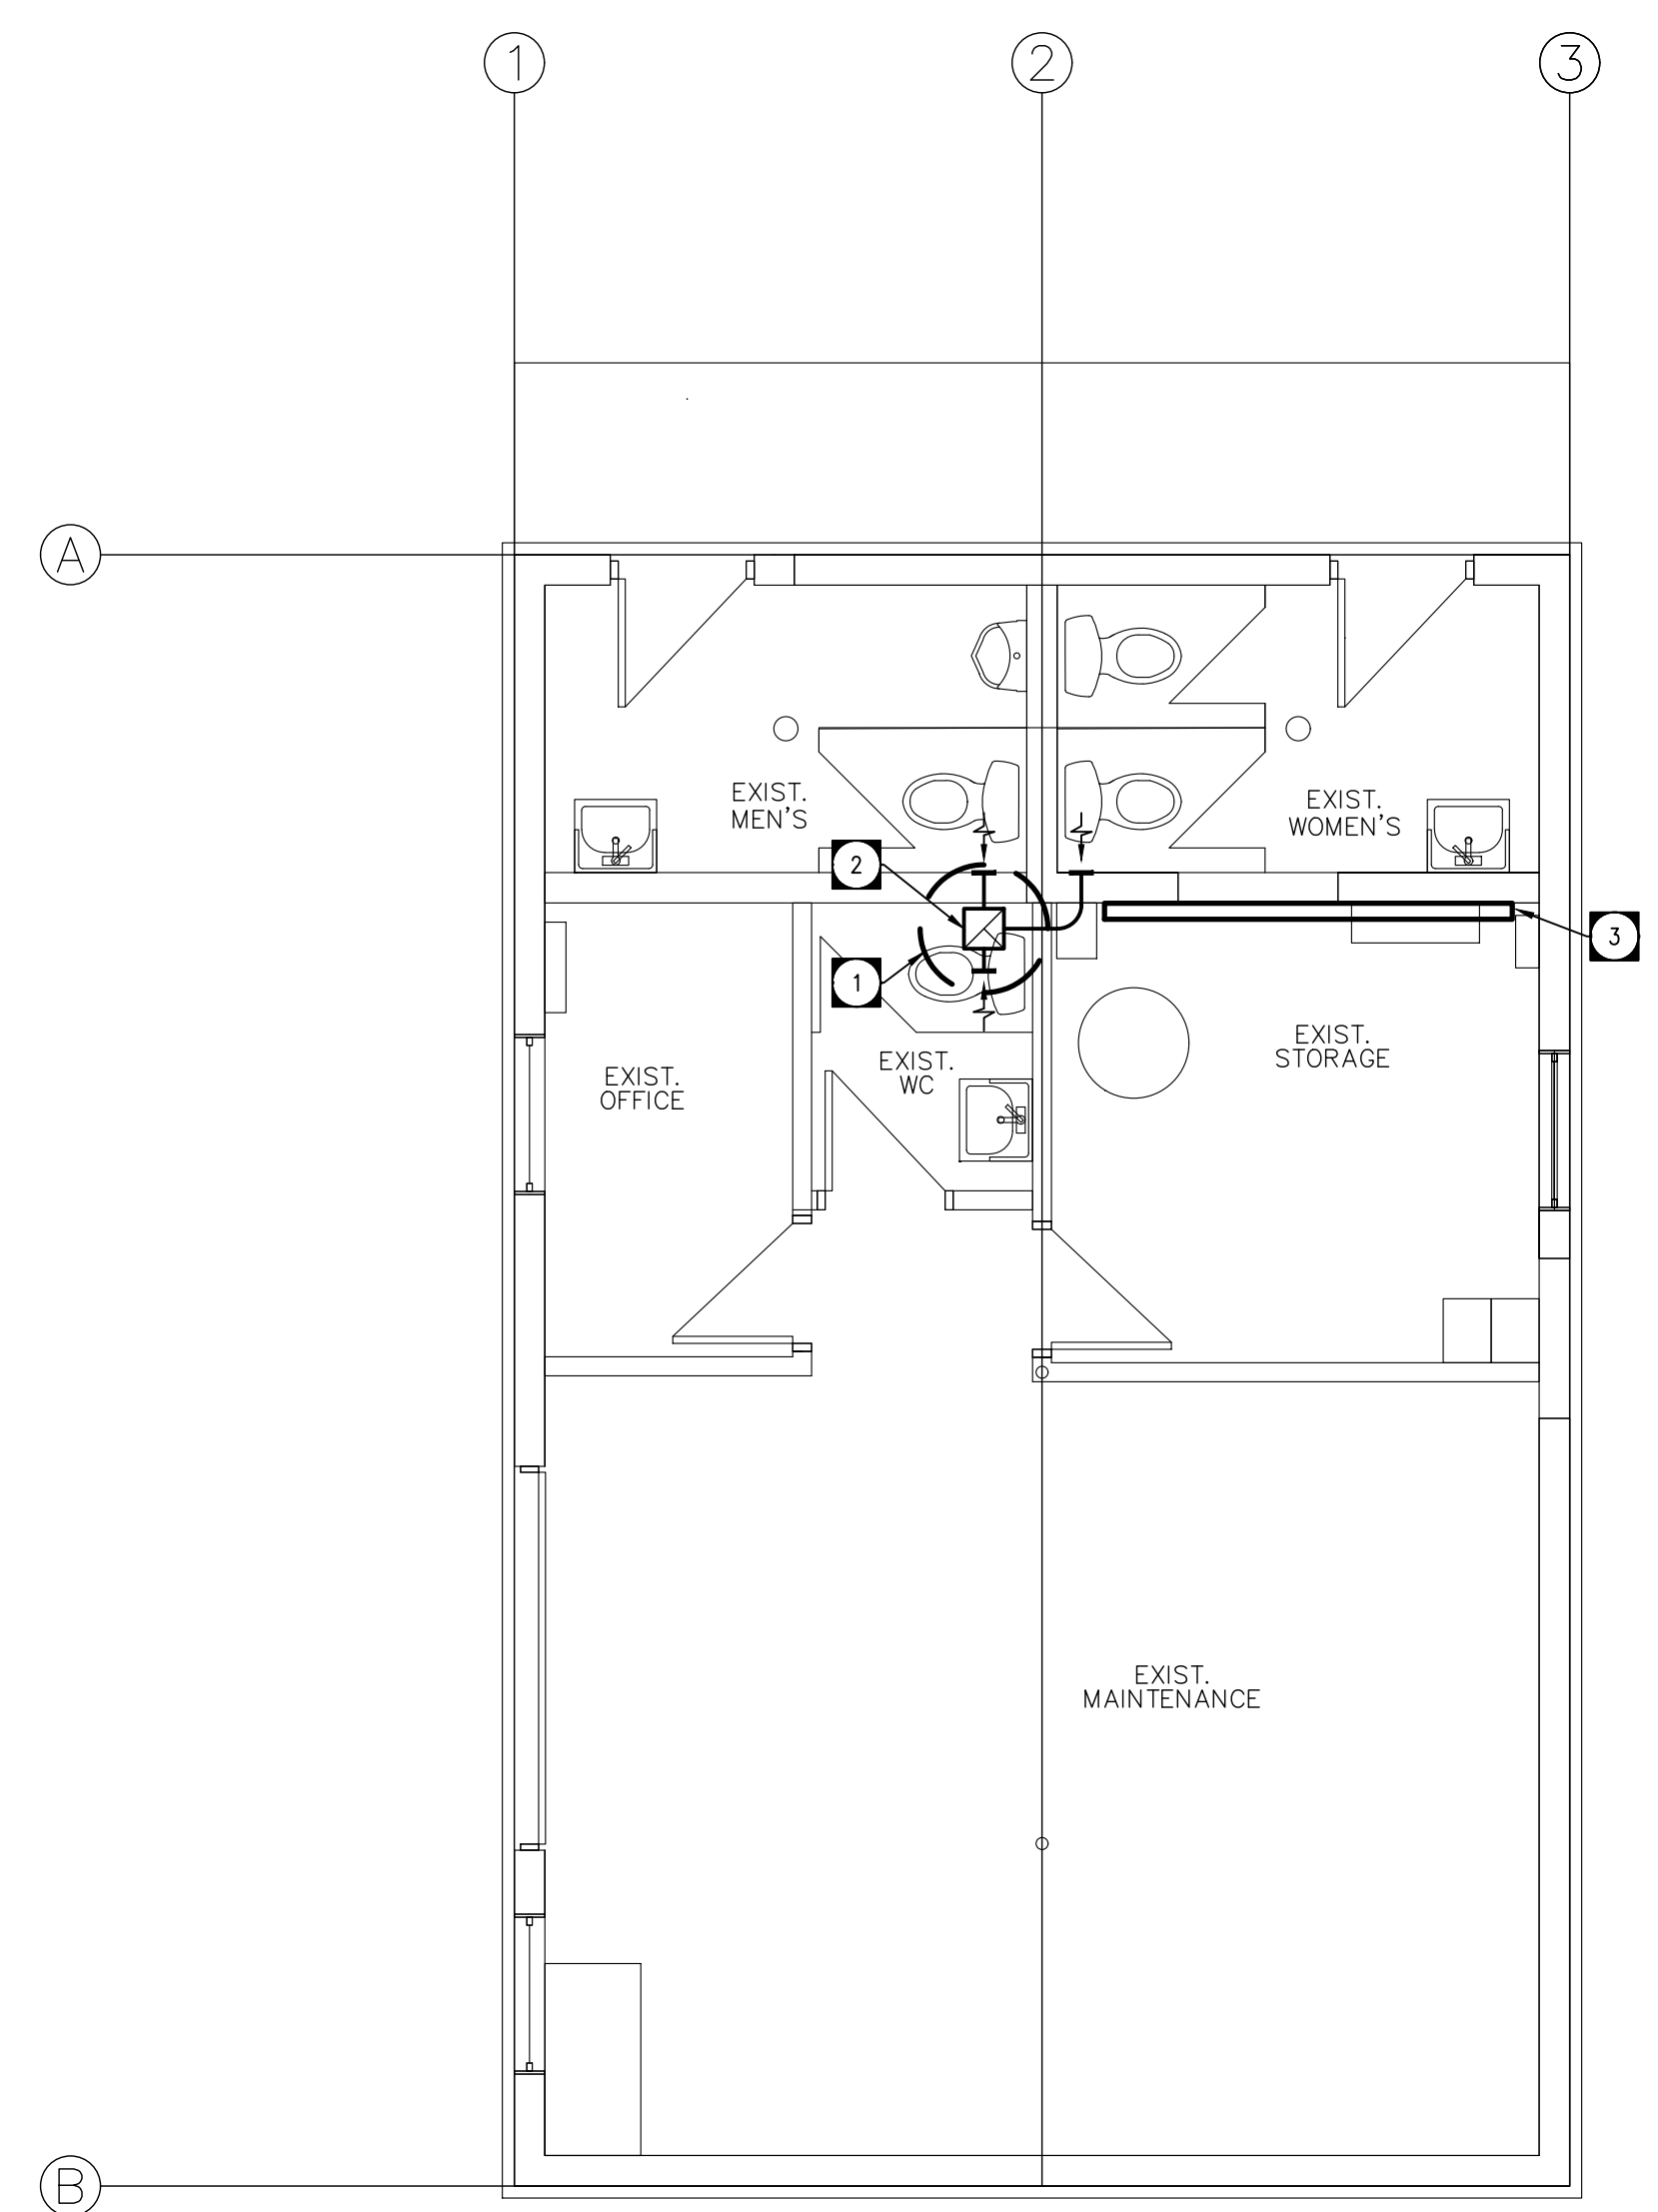 1
2
3
A
EXIST.
MEN'S
EXIST.
WOMEN'S
2
3
1
EXIST.
OFFICE
EXIST.
WC
EXIST.
STORAGE
EXIST.
MAINTENANCE
B